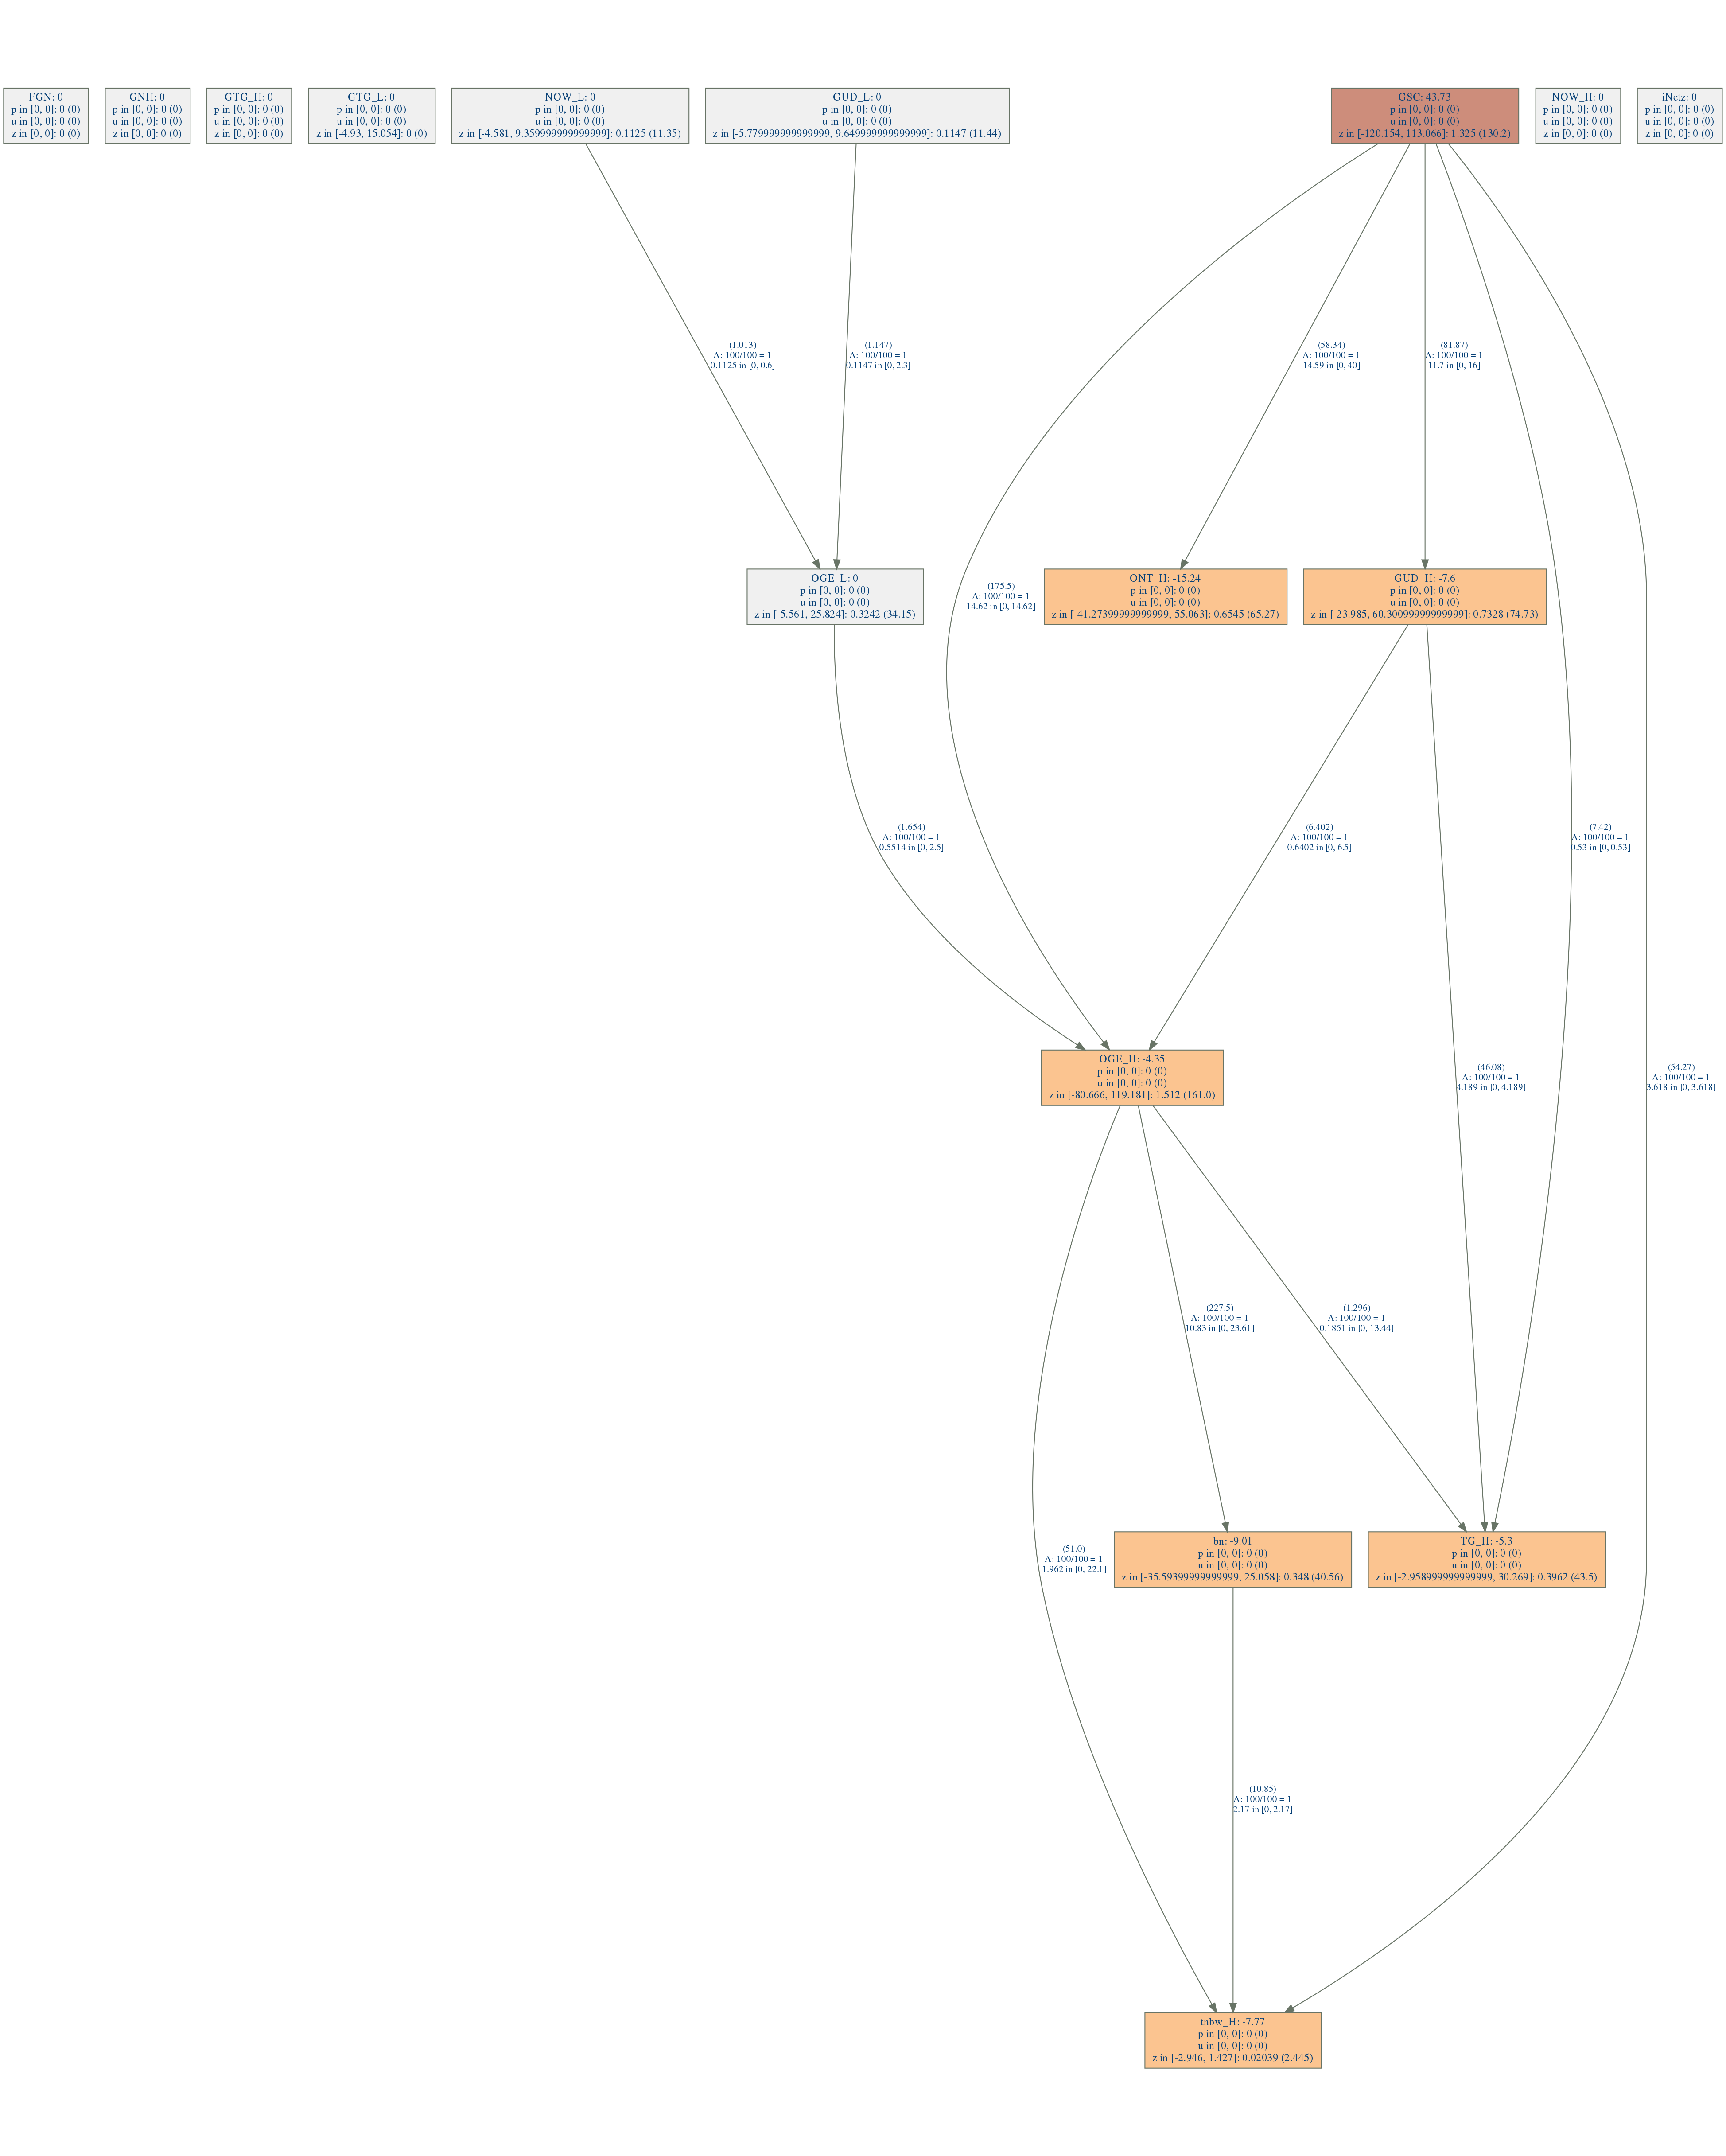 FGN: 0
p in [0, 0]: 0 (0)
u in [0, 0]: 0 (0)
z in [0, 0]: 0 (0)
GNH: 0
p in [0, 0]: 0 (0)
u in [0, 0]: 0 (0)
z in [0, 0]: 0 (0)
GTG_H: 0
p in [0, 0]: 0 (0)
u in [0, 0]: 0 (0)
z in [0, 0]: 0 (0)
GTG_L: 0
p in [0, 0]: 0 (0)
u in [0, 0]: 0 (0)
z in [-4.93, 15.054]: 0 (0)
NOW_L: 0
p in [0, 0]: 0 (0)
u in [0, 0]: 0 (0)
z in [-4.581, 9.359999999999999]: 0.1125 (11.35)
GUD_L: 0
p in [0, 0]: 0 (0)
u in [0, 0]: 0 (0)
z in [-5.779999999999999, 9.649999999999999]: 0.1147 (11.44)
GSC: 43.73
p in [0, 0]: 0 (0)
u in [0, 0]: 0 (0)
z in [-120.154, 113.066]: 1.325 (130.2)
NOW_H: 0
p in [0, 0]: 0 (0)
u in [0, 0]: 0 (0)
z in [0, 0]: 0 (0)
iNetz: 0
p in [0, 0]: 0 (0)
u in [0, 0]: 0 (0)
z in [0, 0]: 0 (0)
(1.013)
A: 100/100 = 1
0.1125 in [0, 0.6]
(1.147)
A: 100/100 = 1
0.1147 in [0, 2.3]
(58.34)
A: 100/100 = 1
14.59 in [0, 40]
(81.87)
A: 100/100 = 1
11.7 in [0, 16]
OGE_L: 0
p in [0, 0]: 0 (0)
u in [0, 0]: 0 (0)
z in [-5.561, 25.824]: 0.3242 (34.15)
(175.5)
A: 100/100 = 1
14.62 in [0, 14.62]
ONT_H: -15.24
p in [0, 0]: 0 (0)
u in [0, 0]: 0 (0)
z in [-41.27399999999999, 55.063]: 0.6545 (65.27)
GUD_H: -7.6
p in [0, 0]: 0 (0)
u in [0, 0]: 0 (0)
z in [-23.985, 60.30099999999999]: 0.7328 (74.73)
(1.654)
A: 100/100 = 1
0.5514 in [0, 2.5]
(6.402)
A: 100/100 = 1
0.6402 in [0, 6.5]
(7.42)
A: 100/100 = 1
0.53 in [0, 0.53]
OGE_H: -4.35
p in [0, 0]: 0 (0)
u in [0, 0]: 0 (0)
z in [-80.666, 119.181]: 1.512 (161.0)
(46.08)
A: 100/100 = 1
4.189 in [0, 4.189]
(54.27)
A: 100/100 = 1
3.618 in [0, 3.618]
(227.5)
A: 100/100 = 1
10.83 in [0, 23.61]
(1.296)
A: 100/100 = 1
0.1851 in [0, 13.44]
(51.0)
A: 100/100 = 1
1.962 in [0, 22.1]
bn: -9.01
p in [0, 0]: 0 (0)
u in [0, 0]: 0 (0)
z in [-35.59399999999999, 25.058]: 0.348 (40.56)
TG_H: -5.3
p in [0, 0]: 0 (0)
u in [0, 0]: 0 (0)
z in [-2.958999999999999, 30.269]: 0.3962 (43.5)
(10.85)
A: 100/100 = 1
2.17 in [0, 2.17]
tnbw_H: -7.77
p in [0, 0]: 0 (0)
u in [0, 0]: 0 (0)
z in [-2.946, 1.427]: 0.02039 (2.445)